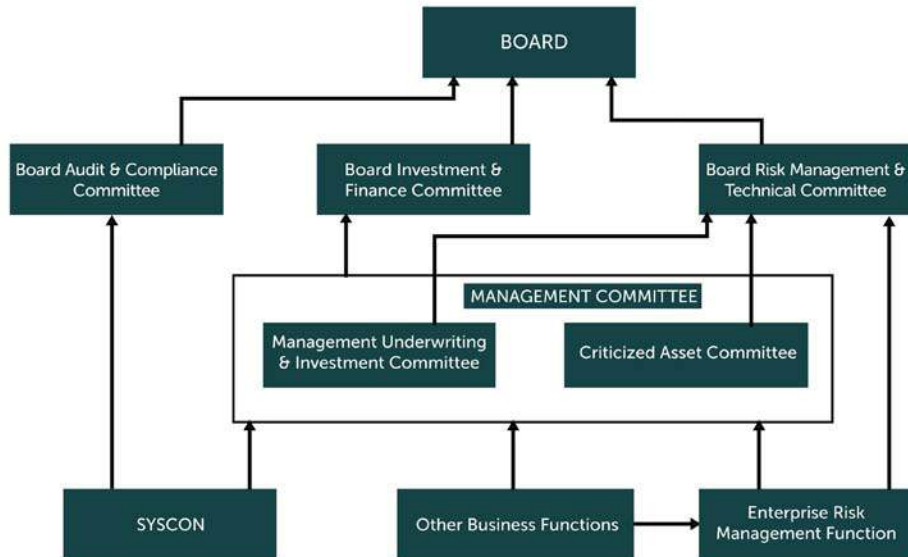 BOARD
Board Audit & Compliance
Committee
Board Investment &
Finance Committee
Board Risk Management &
Technical Committee
MANAGEMENT COMMITTEE
Management Underwriting
& Investment Committee
Criticized Asset Committee
SYSCON
Other Business Functions
Enterprise Risk
Management Function